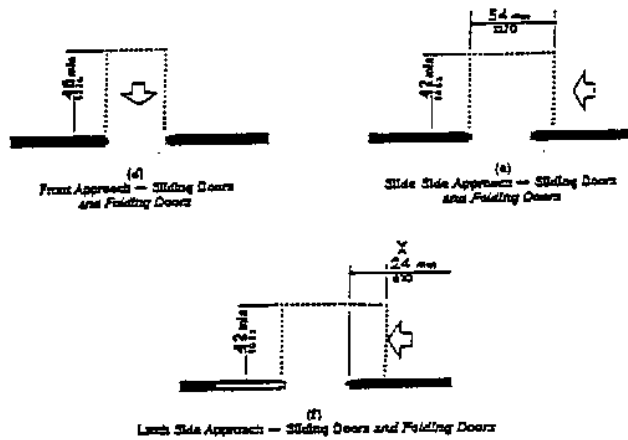 54 min
48 min
42 min
(d)
Front Approach — Sliding Doors
and Folding Doors
(e)
Slide Side Approach — Sliding Doors
and Folding Doors
24 min
42 min
(f)
Latch Side Approach — Sliding Doors and Folding Doors